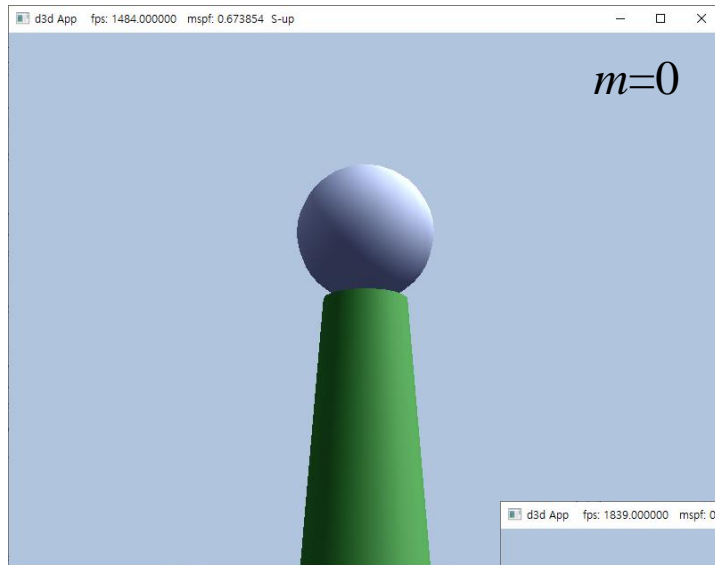 d3d App fps: 1484.000000 mspf: 0.673854 S-up
m=0
d3d App fps: 1839.000000 mspf: 0